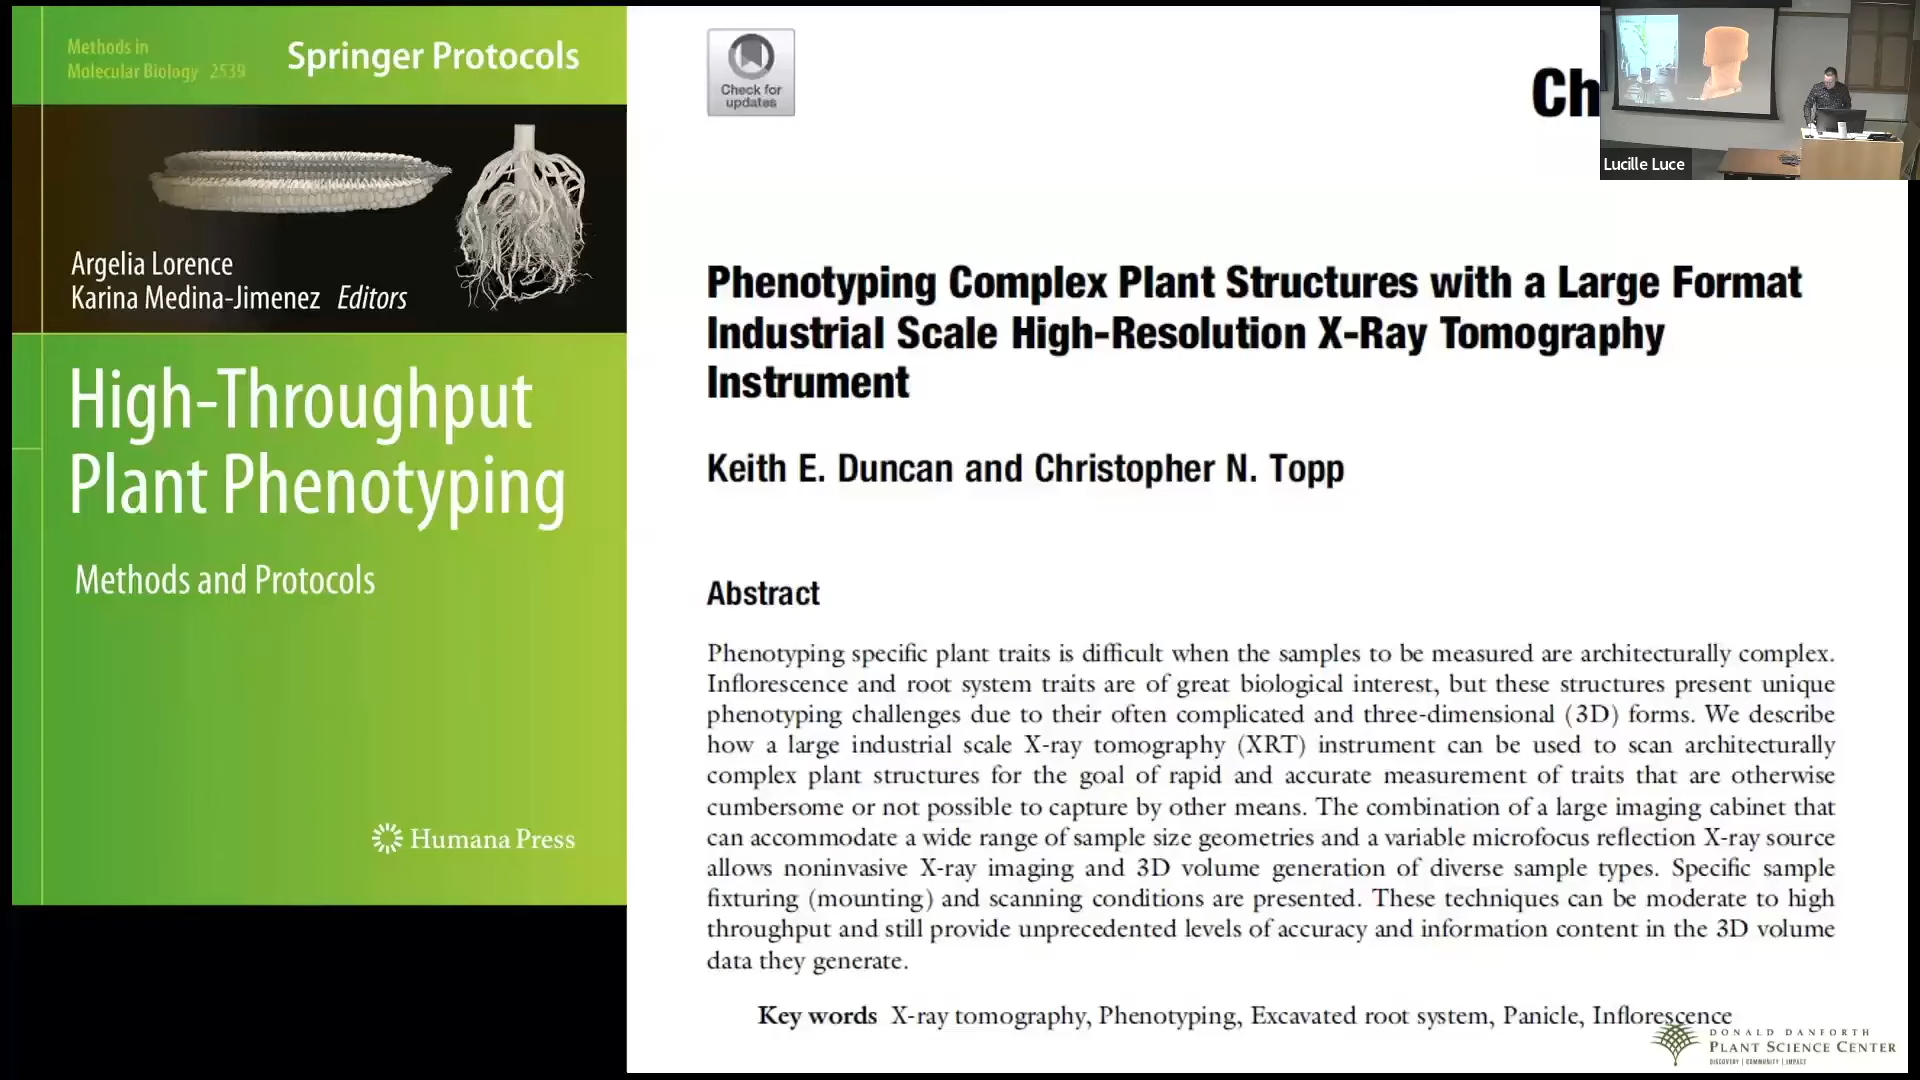 Methods in
Molecular Biology 2539
Springer Protocols
Argelia Lorence
Karina Medina-Jimenez Editors
High-Throughput
Plant Phenotyping
Methods and Protocols
Humana Press
Check for
updates
Ch
Lucille Luce
Phenotyping Complex Plant Structures with a Large Format
Industrial Scale High-Resolution X-Ray Tomography
Instrument
Keith E. Duncan and Christopher N. Topp
Abstract
Phenotyping specific plant traits is difficult when the samples to be measured are architecturally complex.
Inflorescence and root system traits are of great biological interest, but these structures present unique
phenotyping challenges due to their often complicated and three-dimensional (3D) forms. We describe
how a large industrial scale X-ray tomography (XRT) instrument can be used to scan architecturally
complex plant structures for the goal of rapid and accurate measurement of traits that are otherwise
cumbersome or not possible to capture by other means. The combination of a large imaging cabinet that
can accommodate a wide range of sample size geometries and a variable microfocus reflection X-ray source
allows noninvasive X-ray imaging and 3D volume generation of diverse sample types. Specific sample
fixturing (mounting) and scanning conditions are presented. These techniques can be moderate to high
throughput and still provide unprecedented levels of accuracy and information content in the 3D volume
data they generate.
Key words X-ray tomography, Phenotyping, Excavated root system, Panicle, Inflorescence
DONALD DANFORTH
PLANT SCIENCE CENTER
DISCOVERY | COMMUNITY | IMPACT